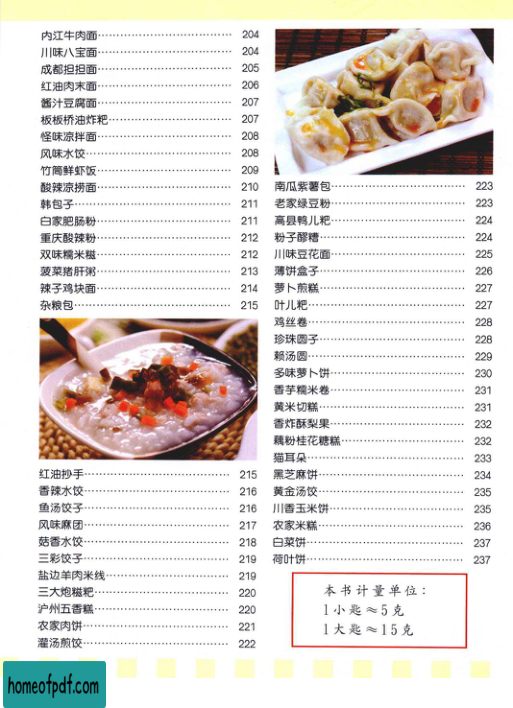 内江牛肉面 204
川味八宝面 204
成都担担面 205
红油肉末面 206
酱汁豆腐面 207
板板桥油炸粑 207
怪味凉拌面 208
风味水饺 208
竹筒鲜虾饭 209
酸辣凉捞面 210
韩包子 211
白家肥肠粉 211
重庆酸辣粉 212
双味糯米糍 212
菠菜猪肝粥 213
辣子鸡块面 214
杂粮包 215
红油抄手 215
香辣水饺 216
鱼汤饺子 216
风味麻团 217
菇香水饺 218
三彩饺子 219
盐边羊肉米线 219
三大炮糍粑 220
泸州五香糕 220
农家肉饼 221
灌汤煎饺 222
南瓜紫薯包 223
老家绿豆粉 223
高县鸭儿粑 224
粉子醪糟 224
川味豆花面 225
薄饼盒子 226
萝卜煎糕 227
叶儿粑 227
鸡丝卷 228
珍珠圆子 228
赖汤圆 229
多味萝卜饼 230
香芋糯米卷 231
黄米切糕 231
香炸酥梨果 232
藕粉桂花糖糕 232
猫耳朵 233
黑芝麻饼 234
黄金汤饺 235
川香玉米饼 235
农家米糕 236
白菜饼 237
荷叶饼 237
本书计量单位：
1小匙≈5克
1大匙≈15克
homeofpdf.com